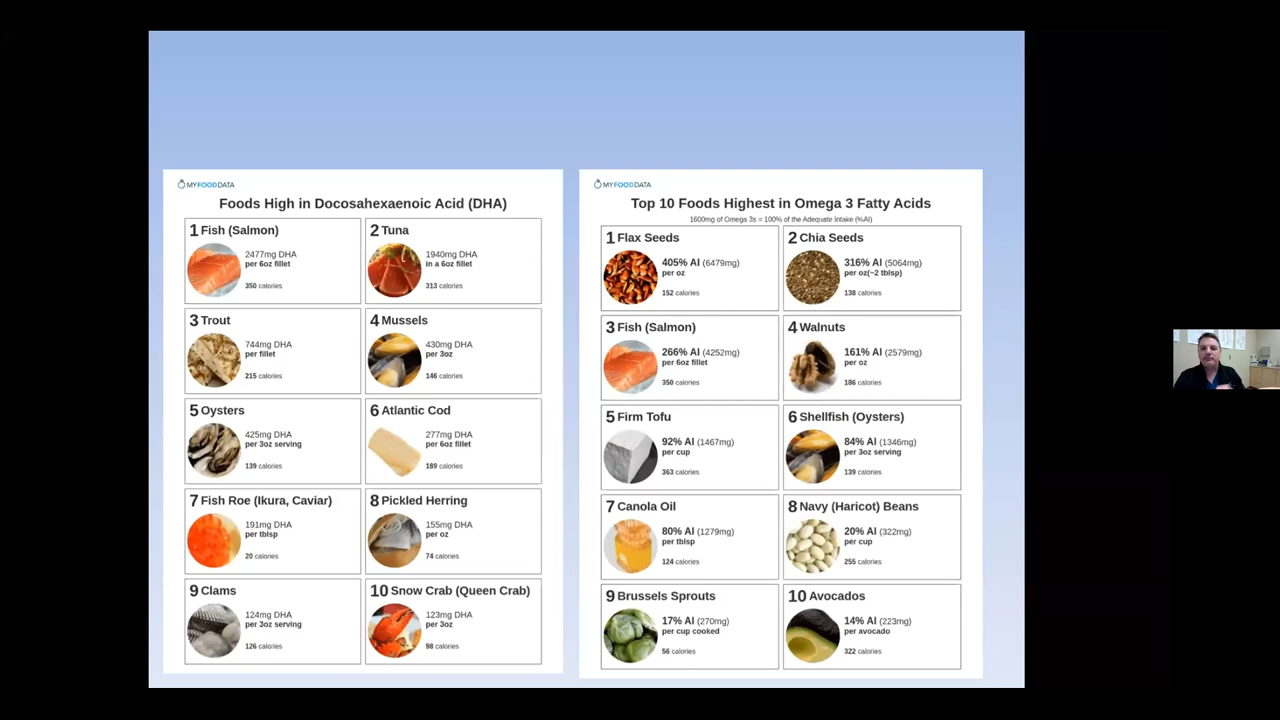 MYFOODDATA
Foods High in Docosahexaenoic Acid (DHA)
1 Fish (Salmon)
2477mg DHA
per 6oz fillet
350 calories
2 Tuna
1940mg DHA
in a 6oz fillet
313 calories
3 Trout
744mg DHA
per fillet
215 calories
4 Mussels
430mg DHA
per 3oz
146 calories
5 Oysters
425mg DHA
per 3oz serving
139 calories
6 Atlantic Cod
277mg DHA
per 6oz fillet
189 calories
7 Fish Roe (Ikura, Caviar)
191mg DHA
per tblsp
20 calories
8 Pickled Herring
155mg DHA
per oz
74 calories
9 Clams
124mg DHA
per 3oz serving
126 calories
10 Snow Crab (Queen Crab)
123mg DHA
per 3oz
98 calories
MYFOODDATA
Top 10 Foods Highest in Omega 3 Fatty Acids
1600mg of Omega 3s = 100% of the Adequate Intake (%AI)
1 Flax Seeds
405% AI (6479mg)
per oz
152 calories
2 Chia Seeds
316% AI (5064mg)
per oz(~2 tblsp)
138 calories
3 Fish (Salmon)
266% AI (4252mg)
per 6oz fillet
350 calories
4 Walnuts
161% AI (2579mg)
per oz
186 calories
5 Firm Tofu
92% AI (1467mg)
per cup
363 calories
6 Shellfish (Oysters)
84% AI (1346mg)
per 3oz serving
139 calories
7 Canola Oil
80% AI (1279mg)
per tblsp
124 calories
8 Navy (Haricot) Beans
20% AI (322mg)
per cup
255 calories
9 Brussels Sprouts
17% AI (270mg)
per cup cooked
56 calories
10 Avocados
14% AI (223mg)
per avocado
322 calories